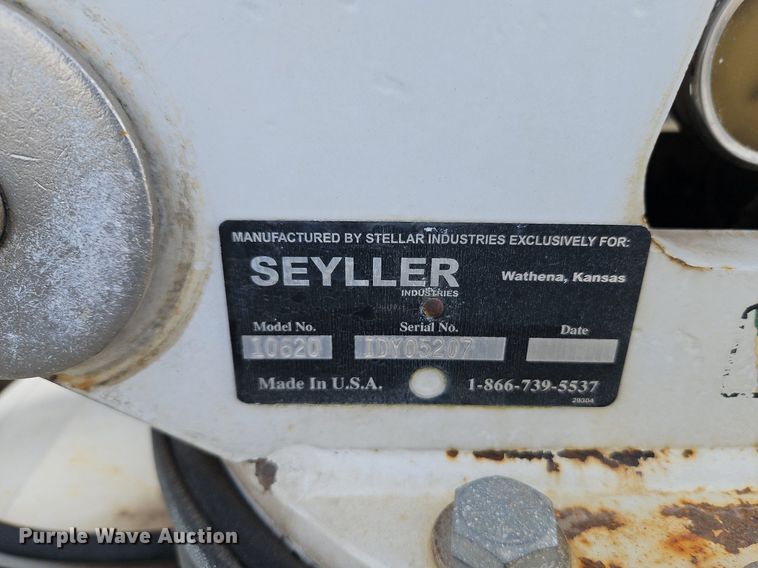 MANUFACTURED BY STELLAR INDUSTRIES EXCLUSIVELY FOR:
SEYLLER
INDUSTRIES
Wathena, Kansas
Model No. Serial No. Date
10620 IDY05207
Made In U.S.A. 1-866-739-5537
29304
Purple Wave Auction